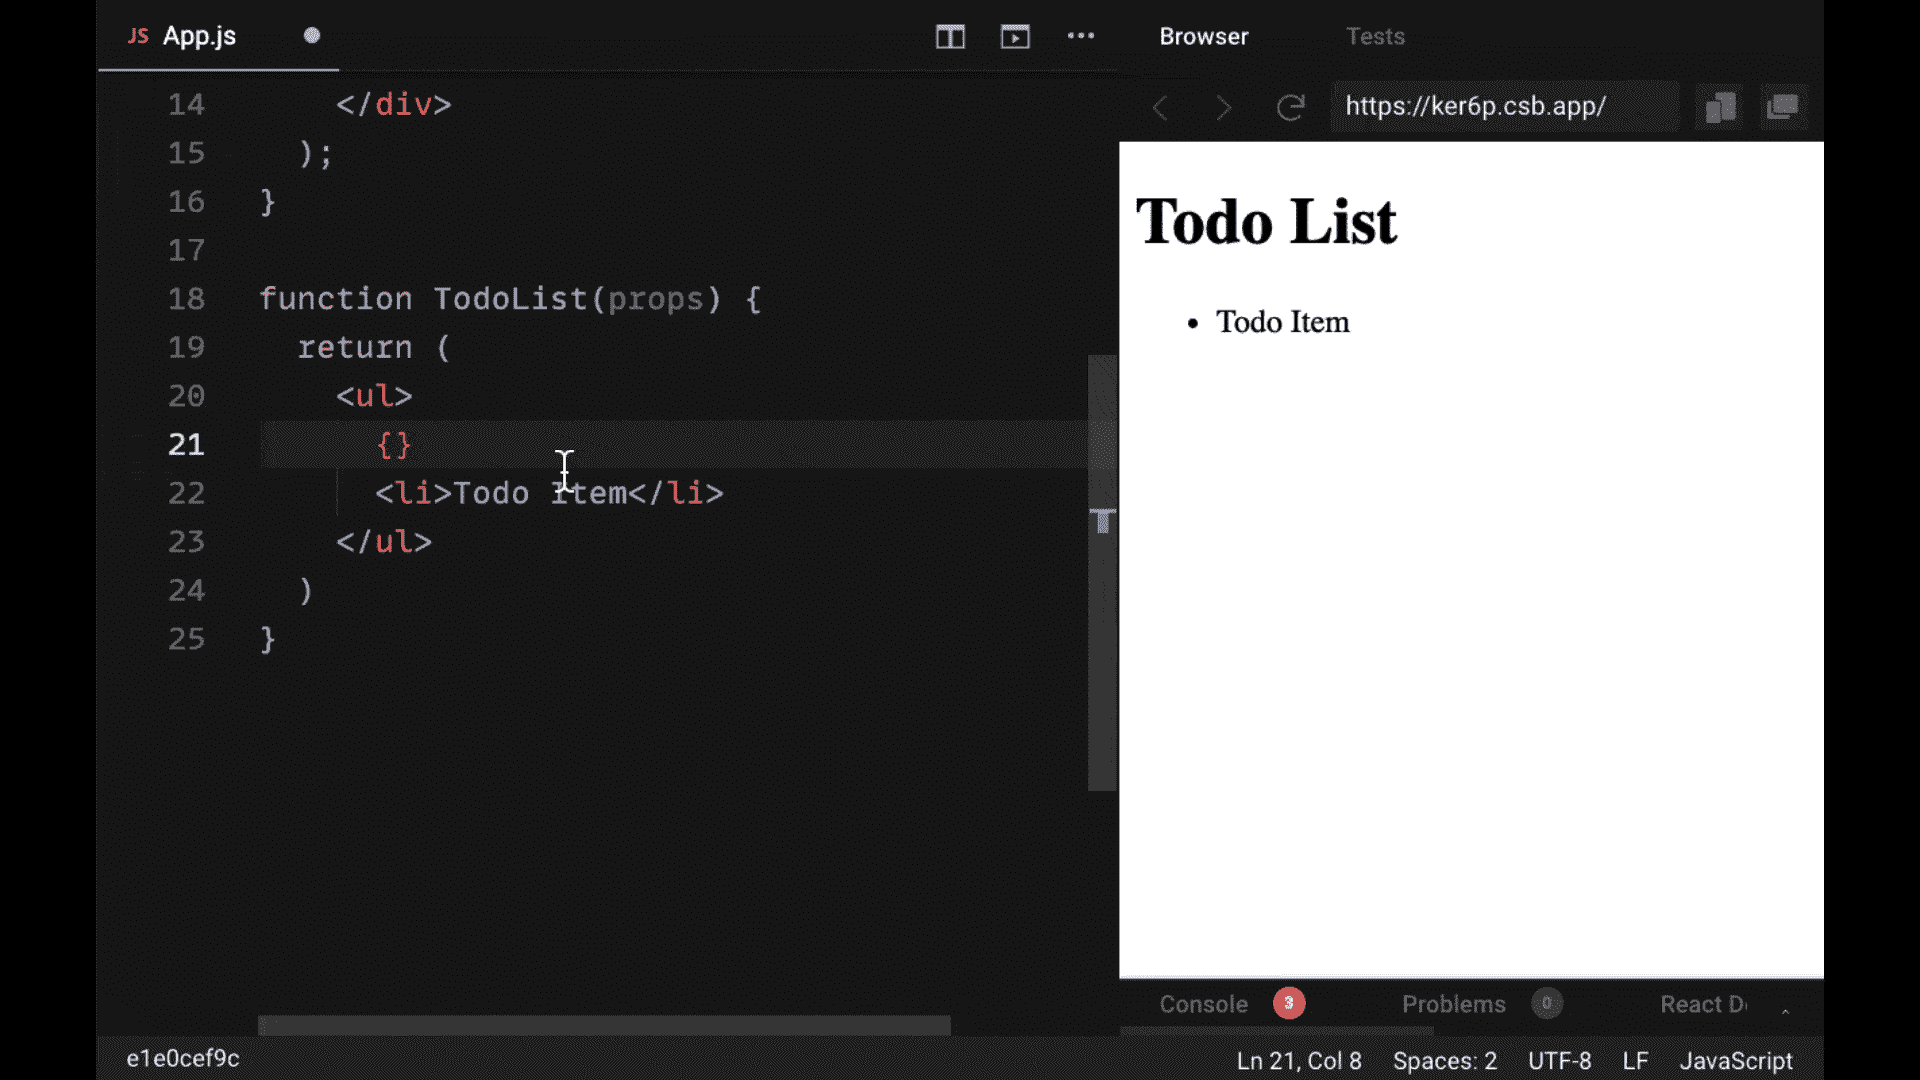 JS App.js
14 </div>
15 );
16 }
17
18 function TodoList(props) {
19 return (
20 <ul>
21 {}
22 <li>Todo Item</li>
23 </ul>
24 )
25 }
e1e0cef9c
Browser Tests
https://ker6p.csb.app/
Todo List
• Todo Item
Console 3 Problems 0 React D
Ln 21, Col 8 Spaces: 2 UTF-8 LF JavaScript